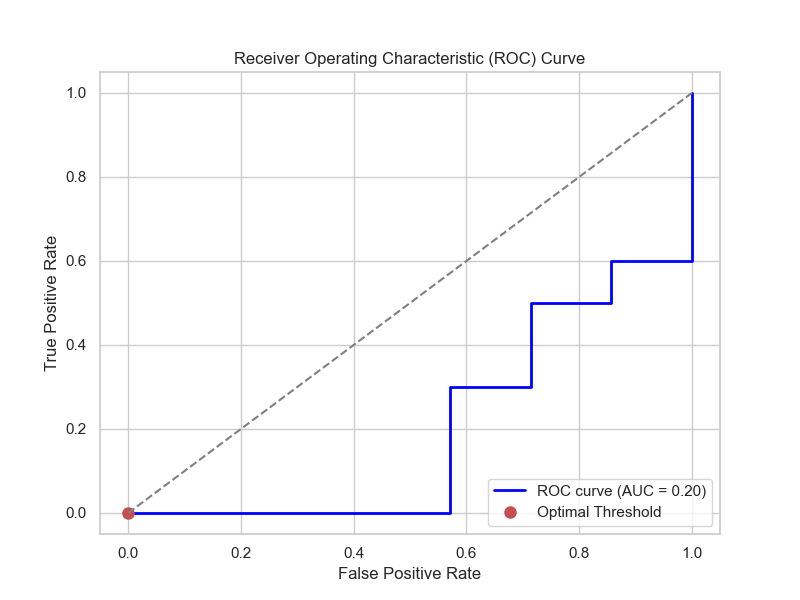 Receiver Operating Characteristic (ROC) Curve
1.0
0.8
0.6
0.4
0.2
0.0
True Positive Rate
ROC curve (AUC = 0.20)
Optimal Threshold
0.0 0.2 0.4 0.6 0.8 1.0
False Positive Rate